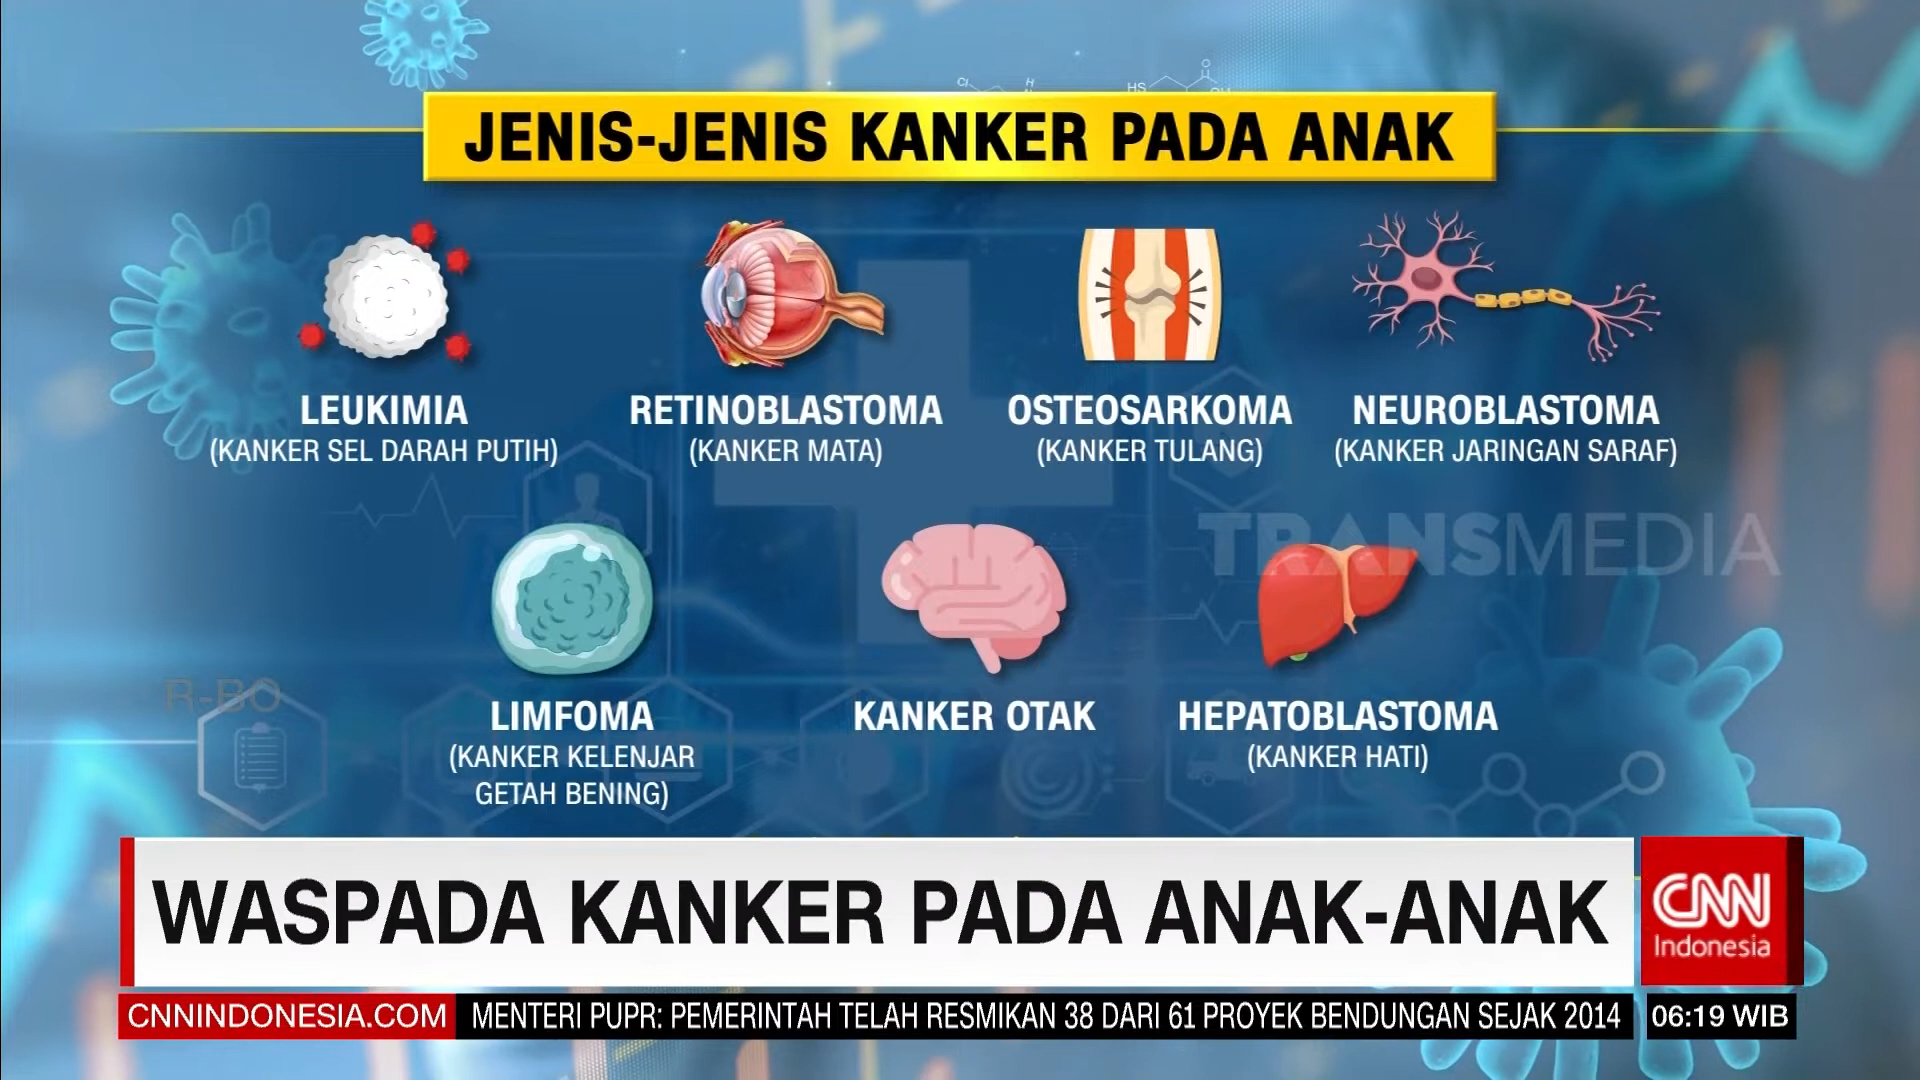 JENIS-JENIS KANKER PADA ANAK
LEUKIMIA
(KANKER SEL DARAH PUTIH)
RETINOBLASTOMA
(KANKER MATA)
OSTEOSARKOMA
(KANKER TULANG)
NEUROBLASTOMA
(KANKER JARINGAN SARAF)
TRANSMEDIA
R-BO
LIMFOMA
(KANKER KELENJAR
GETAH BENING)
KANKER OTAK
HEPATOBLASTOMA
(KANKER HATI)
WASPADA KANKER PADA ANAK-ANAK
CNN
Indonesia
CNNINDONESIA.COM
MENTERI PUPR: PEMERINTAH TELAH RESMIKAN 38 DARI 61 PROYEK BENDUNGAN SEJAK 2014
06:19 WIB